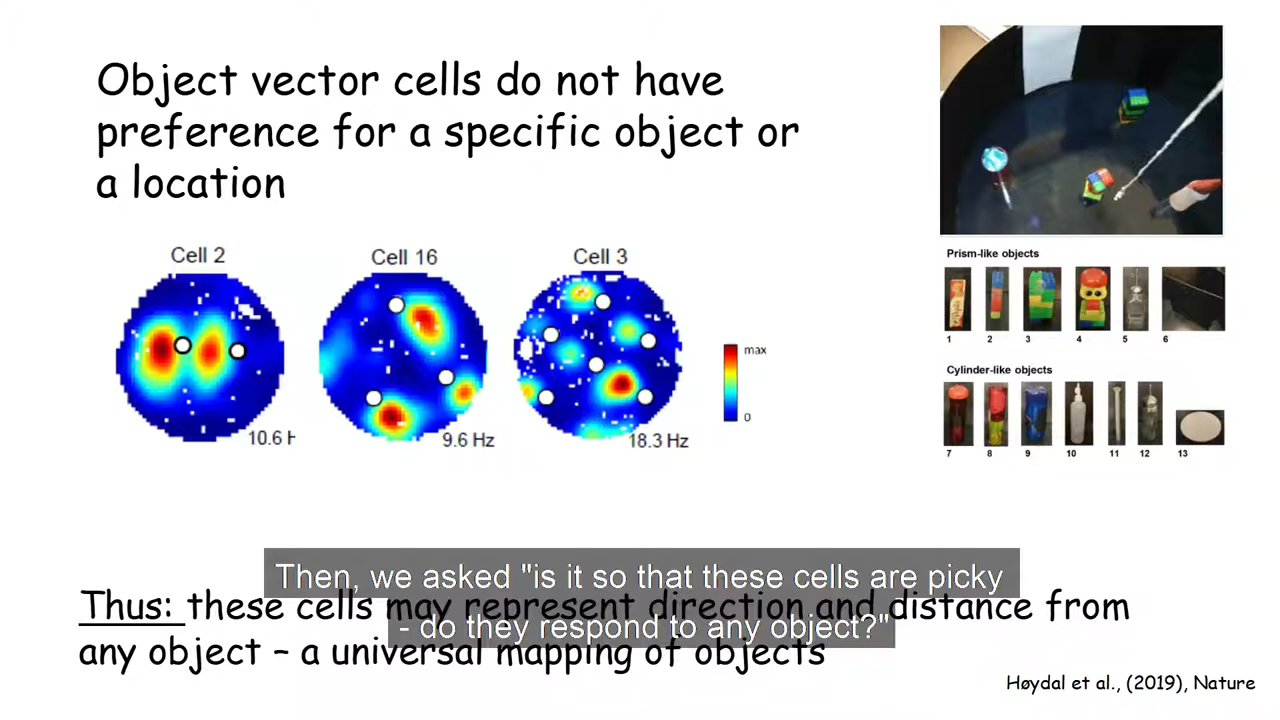 Object vector cells do not have
preference for a specific object or
a location
Cell 2
Cell 16
Cell 3
10.6 H
9.6 Hz
18.3 Hz
max
0
Prism-like objects
1 2 3 4 5 6
Cylinder-like objects
7 8 9 10 11 12 13
Then, we asked "is it so that these cells are picky
- do they respond to any object?"
Thus: these cells may represent direction and distance from
any object – a universal mapping of objects
Høydal et al., (2019), Nature